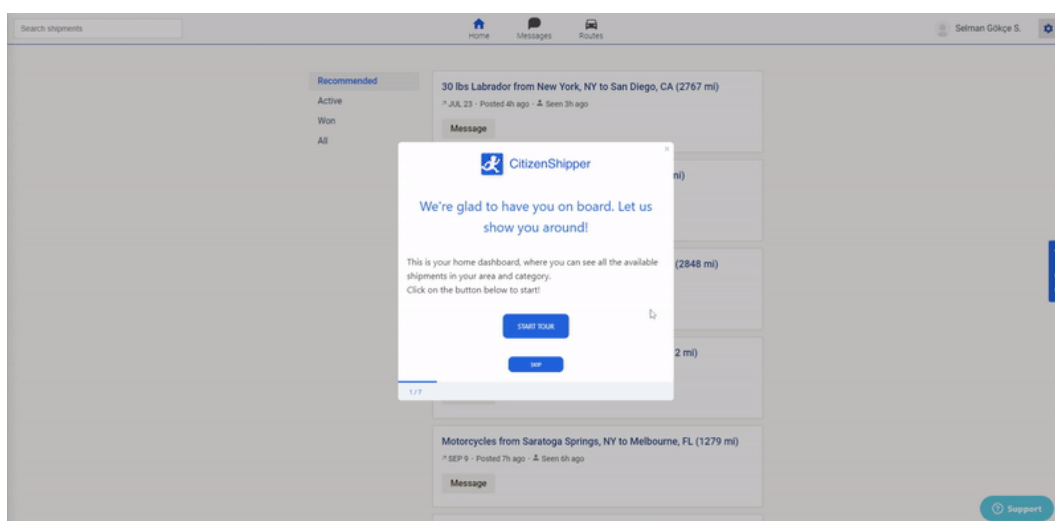 Search shipments
Home
Messages
Routes
Selman Gökçe S.
Recommended
Active
Won
All
30 lbs Labrador from New York, NY to San Diego, CA (2767 mi)
JUL 23 - Posted 4h ago - Seen 3h ago
Message
mi)
(2848 mi)
2 mi)
CitizenShipper
We're glad to have you on board. Let us
show you around!
This is your home dashboard, where you can see all the available
shipments in your area and category.
Click on the button below to start!
START TOUR
SKIP
1 / 7
Motorcycles from Saratoga Springs, NY to Melbourne, FL (1279 mi)
SEP 9 - Posted 7h ago - Seen 6h ago
Message
Support